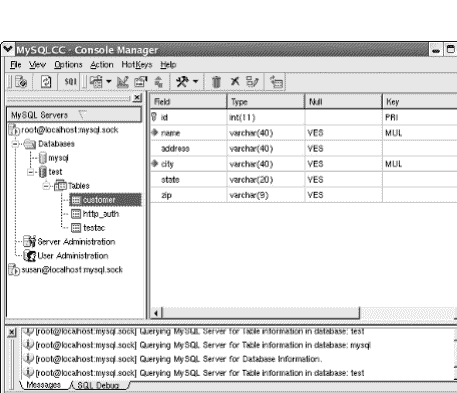 MySQLCC - Console Manager
File View Options Action HotKeys Help
SQL
MySQL Servers
root@localhost:mysql.sock
Databases
mysql
test
Tables
customer
http_auth
testac
Server Administration
User Administration
susan@localhost:mysql.sock
Field Type Null Key
id int(11) PRI
name varchar(40) YES MUL
address varchar(40) YES
city varchar(40) YES MUL
state varchar(20) YES
zip varchar(9) YES
[root@localhost:mysql.sock] Querying MySQL Server for Table information in database: test
[root@localhost:mysql.sock] Querying MySQL Server for Table information in database: mysql
[root@localhost:mysql.sock] Querying MySQL Server for Database Information.
[root@localhost:mysql.sock] Querying MySQL Server for Table information in database: test
Messages SQL Debug